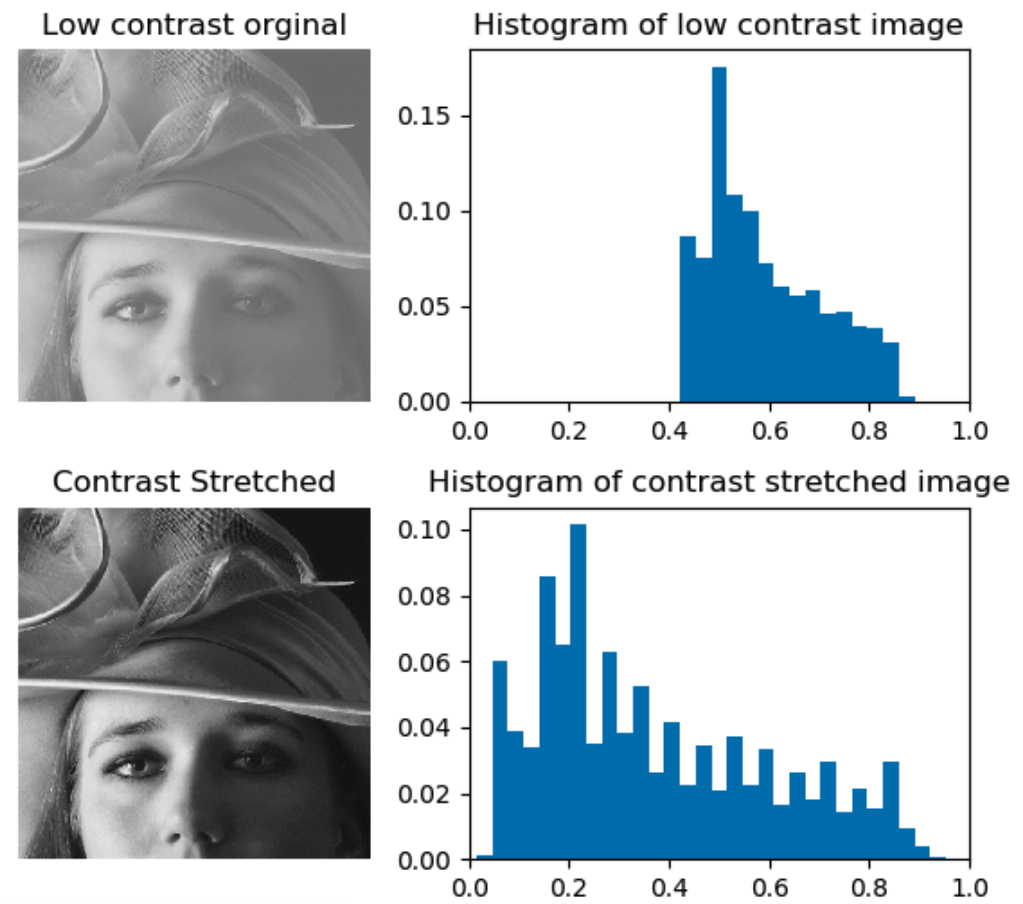 Low contrast orginal
Histogram of low contrast image
0.15
0.10
0.05
0.00
0.0 0.2 0.4 0.6 0.8 1.0
Contrast Stretched
Histogram of contrast stretched image
0.10
0.08
0.06
0.04
0.02
0.00
0.0 0.2 0.4 0.6 0.8 1.0